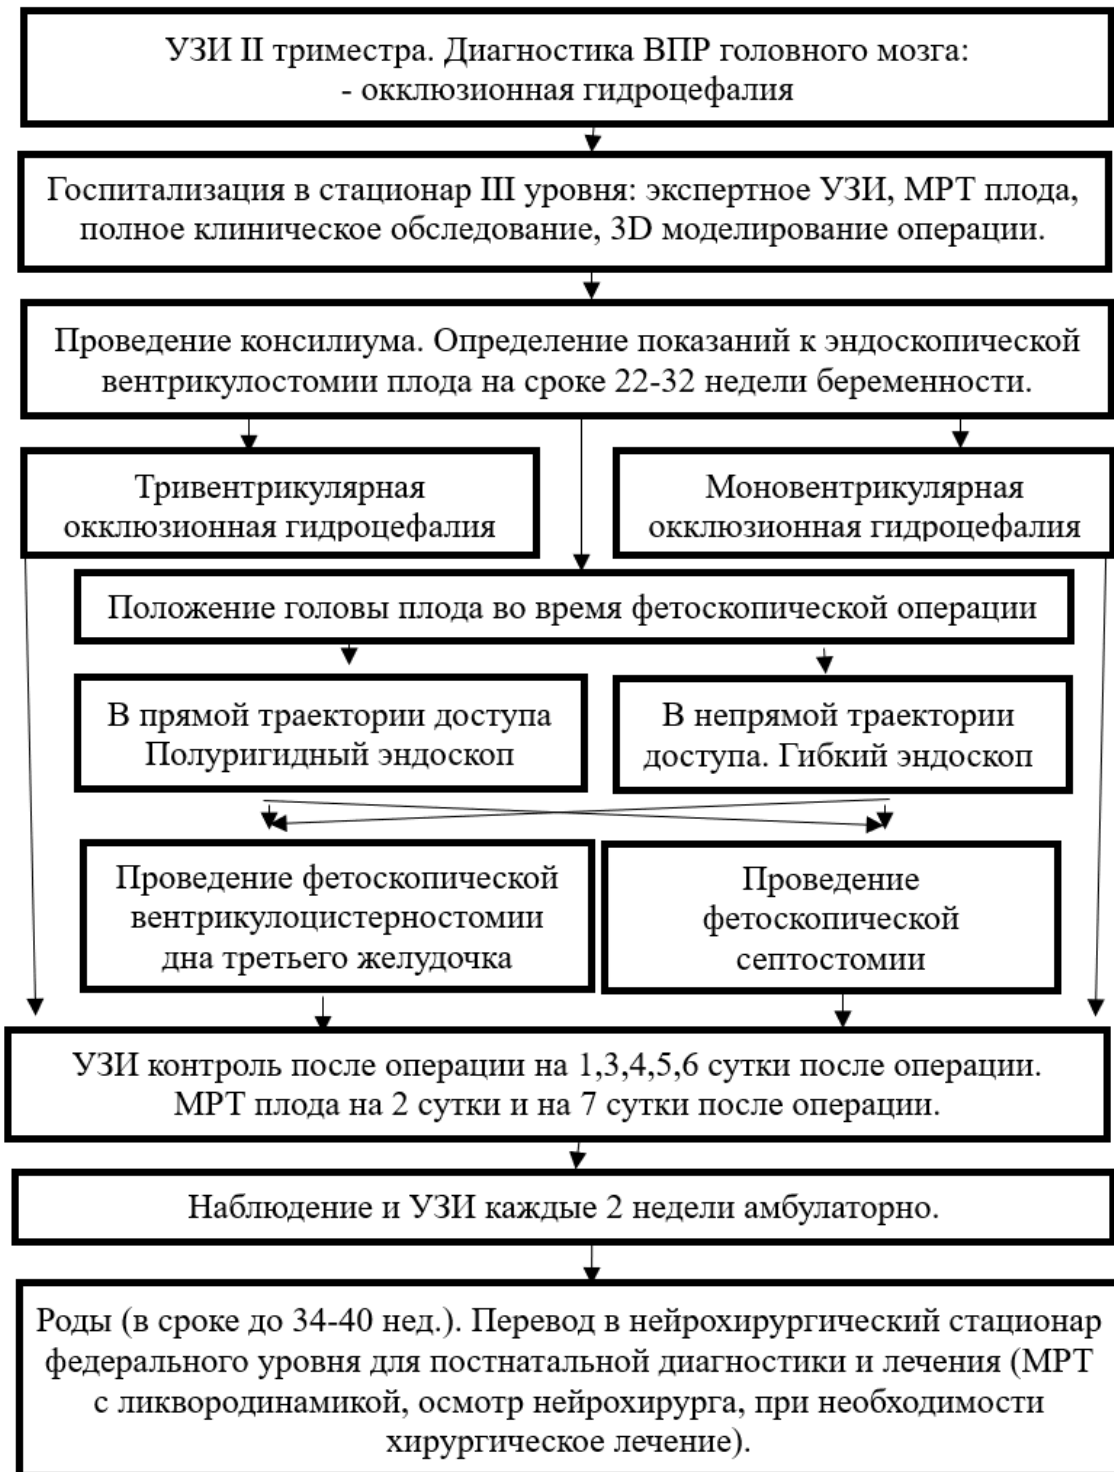 УЗИ II триместра. Диагностика ВПР головного мозга:
- окклюзионная гидроцефалия
Госпитализация в стационар III уровня: экспертное УЗИ, МРТ плода,
полное клиническое обследование, 3D моделирование операции.
Проведение консилиума. Определение показаний к эндоскопической
вентрикулостомии плода на сроке 22-32 недели беременности.
Тривентрикулярная
окклюзионная гидроцефалия
Моновентрикулярная
окклюзионная гидроцефалия
Положение головы плода во время фетоскопической операции
В прямой траектории доступа
Полуригидный эндоскоп
В непрямой траектории
доступа. Гибкий эндоскоп
Проведение фетоскопической
вентрикулоцистерностомии
дна третьего желудочка
Проведение
фетоскопической
септостомии
УЗИ контроль после операции на 1,3,4,5,6 сутки после операции.
МРТ плода на 2 сутки и на 7 сутки после операции.
Наблюдение и УЗИ каждые 2 недели амбулаторно.
Роды (в сроке до 34-40 нед.). Перевод в нейрохирургический стационар
федерального уровня для постнатальной диагностики и лечения (МРТ
с ликвородинамикой, осмотр нейрохирурга, при необходимости
хирургическое лечение).